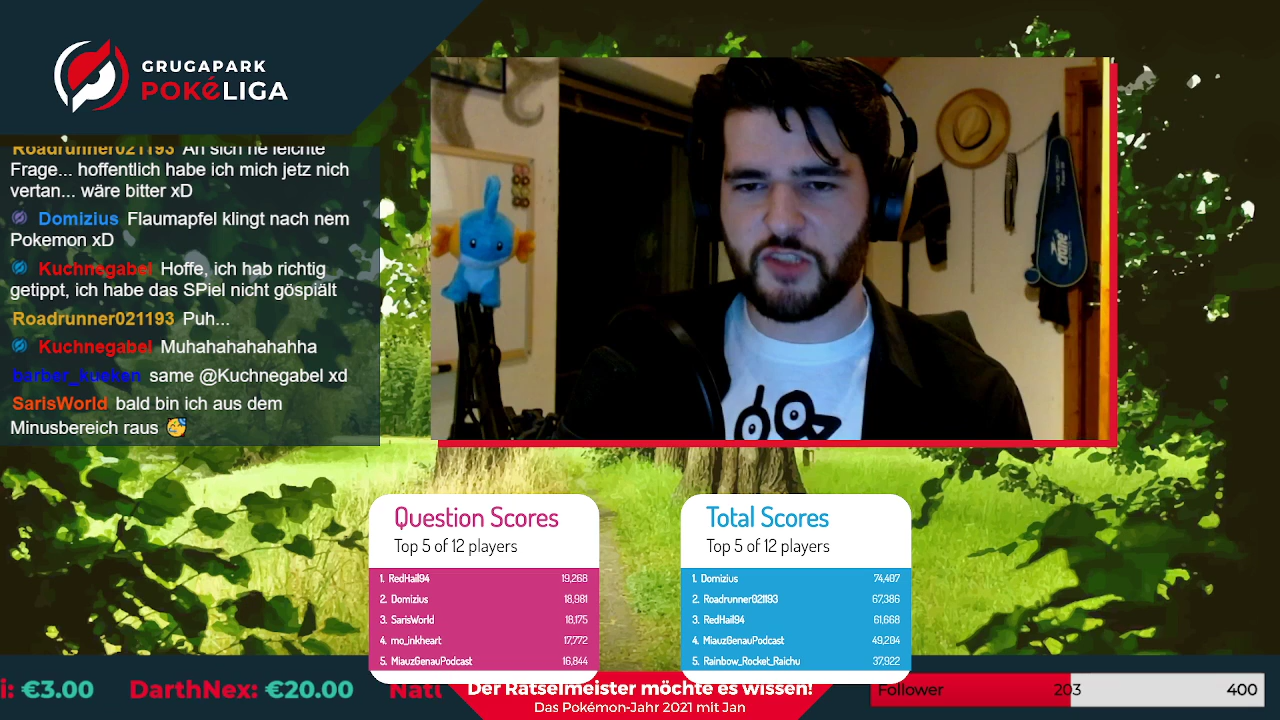 GRUGAPARK
POKéLIGA
Roadrunner021193 An sich ne leichte
Frage... hoffentlich habe ich mich jetz nich
vertan... wäre bitter xD
Domizius Flaumapfel klingt nach nem
Pokemon xD
Kuchnegabel Hoffe, ich hab richtig
getippt, ich habe das SPiel nicht göspiält
Roadrunner021193 Puh...
Kuchnegabel Muhahahahahahha
barber_kueken same @Kuchnegabel xd
SarisWorld bald bin ich aus dem
Minusbereich raus 🥳
Question Scores
Top 5 of 12 players
1. RedHail94 19,268
2. Domizius 18,981
3. SarisWorld 18,175
4. mo_inkheart 17,772
5. MiauzGenauPodcast 16,844
Total Scores
Top 5 of 12 players
1. Domizius 74,407
2. Roadrunner021193 67,386
3. RedHail94 61,668
4. MiauzGenauPodcast 49,204
5. Rainbow_Rocket_Raichu 37,922
i: €3.00 DarthNex: €20.00 Natu
Der Rätselmeister möchte es wissen!
Das Pokémon-Jahr 2021 mit Jan
Follower 203 400